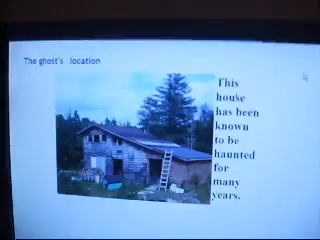 The ghost's location
This
house
has been
known
to be
haunted
for
many
years.